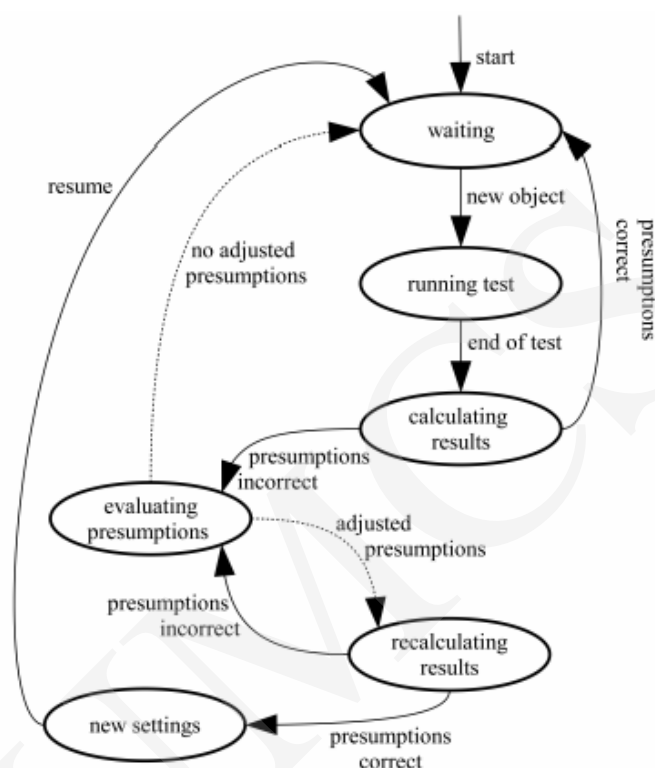 start
waiting
resume
new object
presumptions
correct
no adjusted
presumptions
running test
end of test
calculating
results
presumptions
incorrect
evaluating
presumptions
adjusted
presumptions
presumptions
incorrect
recalculating
results
new settings
presumptions
correct